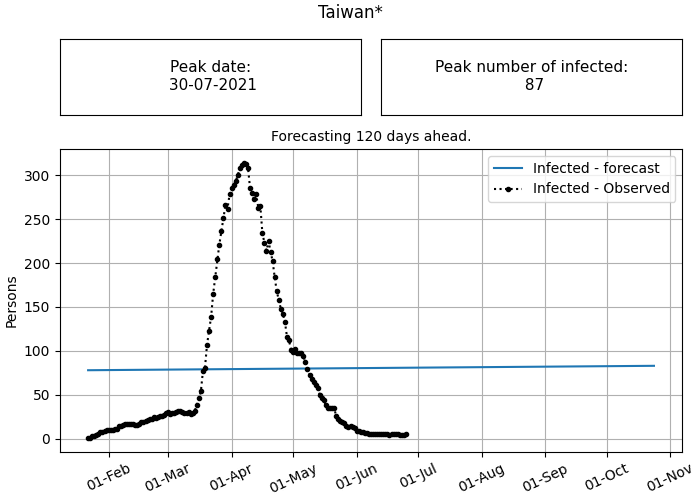 Taiwan*
Peak date:
30-07-2021
Peak number of infected:
87
Forecasting 120 days ahead.
Infected - forecast
Infected - Observed
Persons
300
250
200
150
100
50
0
01-Feb
01-Mar
01-Apr
01-May
01-Jun
01-Jul
01-Aug
01-Sep
01-Oct
01-Nov